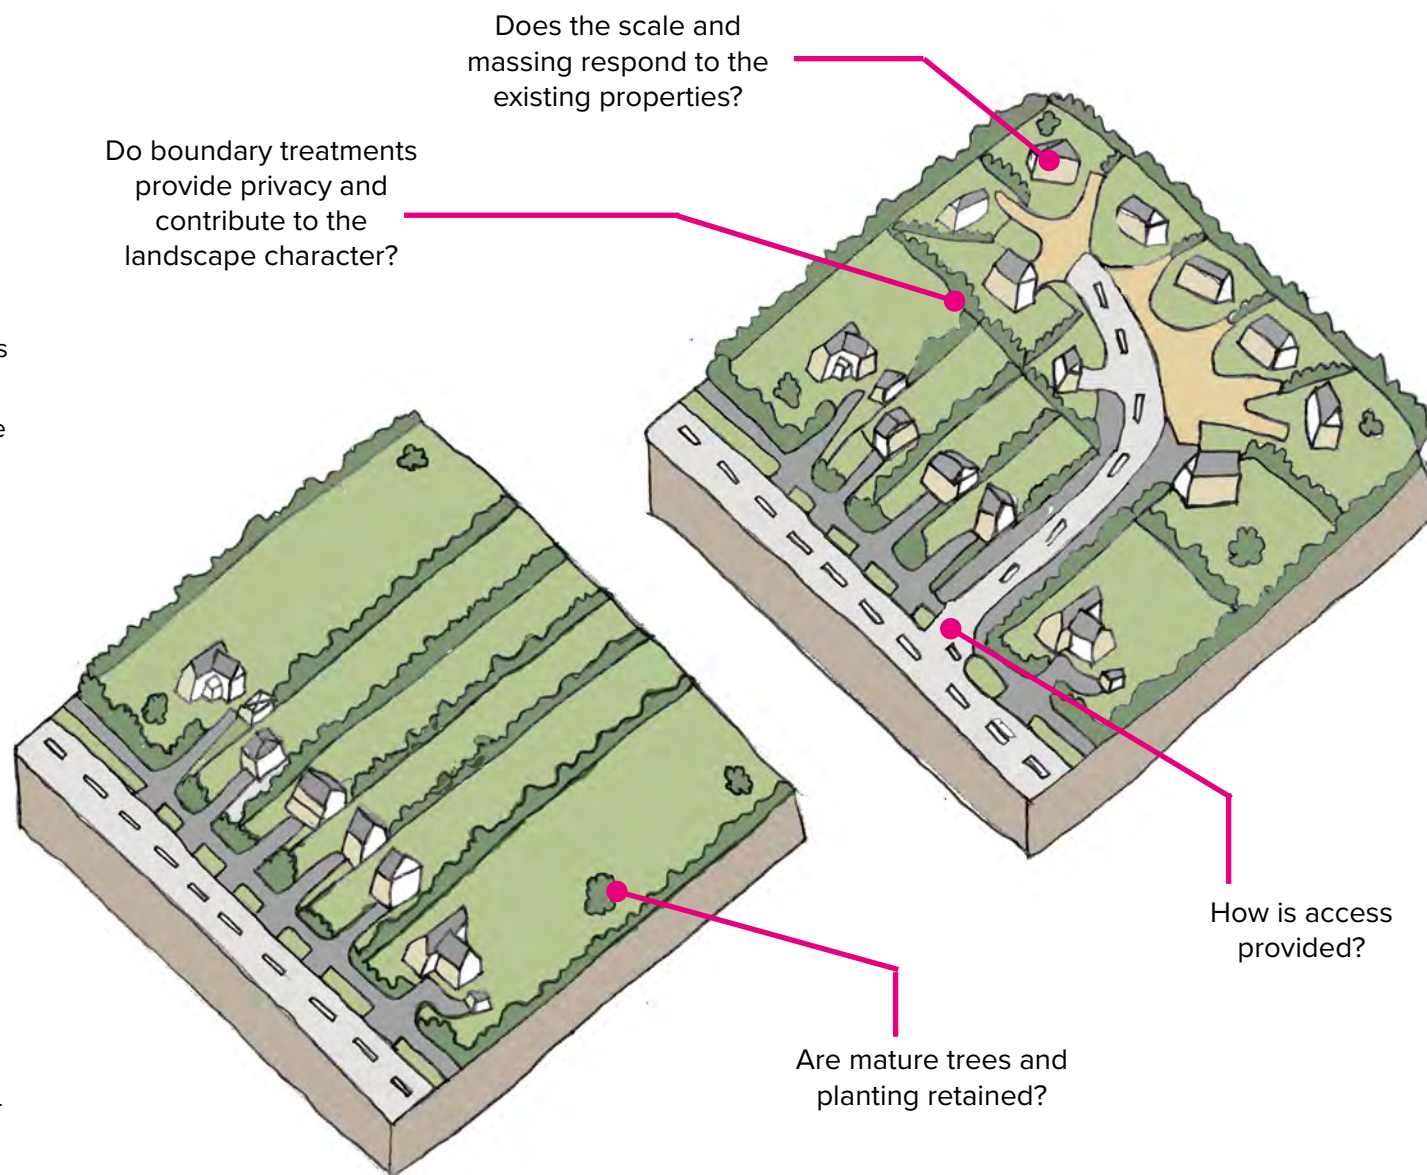 Does the scale and
massing respond to the
existing properties?
Do boundary treatments
provide privacy and
contribute to the
landscape character?
s
e
How is access
provided?
Are mature trees and
planting retained?